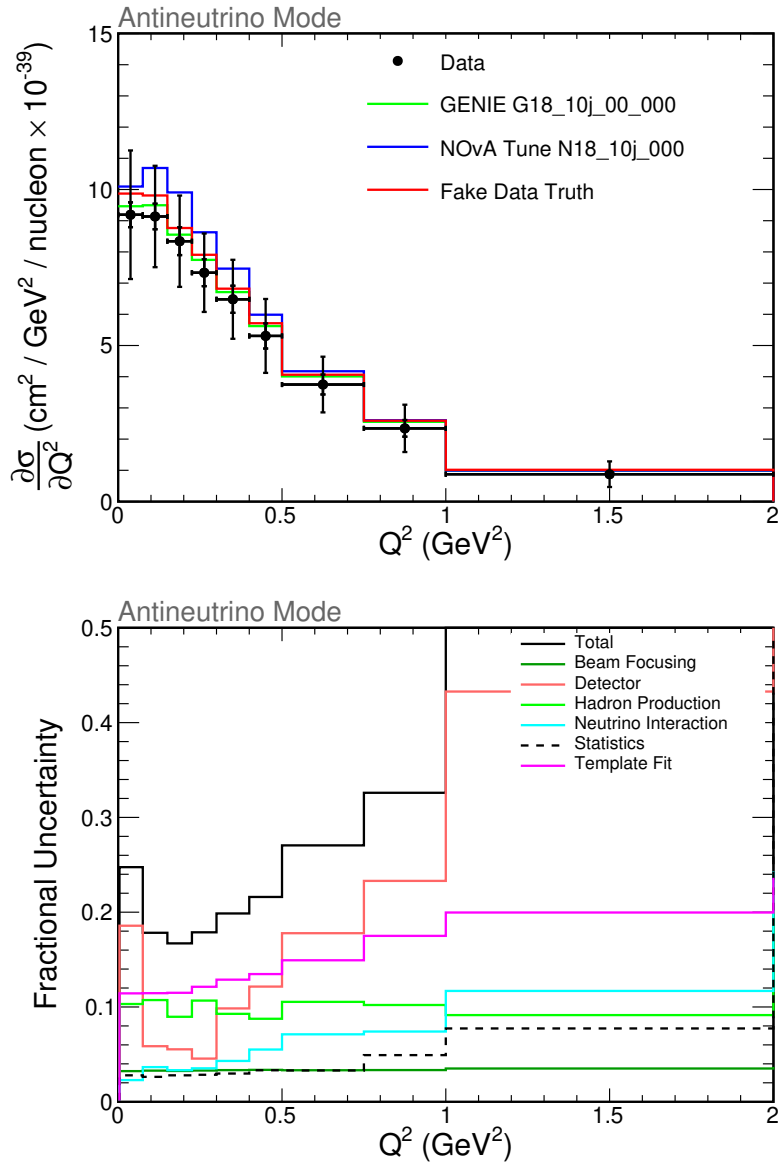 Antineutrino Mode
15
10
5
0
0
0.5
1
1.5
2
Data
GENIE G18_10j_00_000
NOvA Tune N18_10j_000
Fake Data Truth
∂σ/∂Q² (cm² / GeV² / nucleon × 10⁻³⁹)
Q² (GeV²)
Antineutrino Mode
0.5
0.4
0.3
0.2
0.1
0
0
0.5
1
1.5
2
Total
Beam Focusing
Detector
Hadron Production
Neutrino Interaction
Statistics
Template Fit
Fractional Uncertainty
Q² (GeV²)